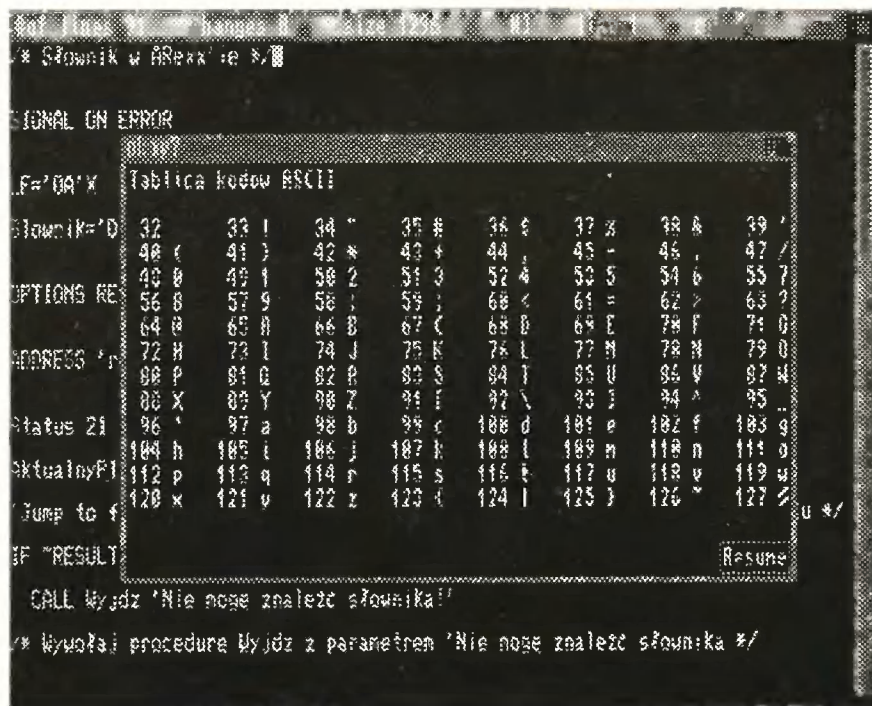 /* Słownik w ARexx'ie */
SIGNAL ON ERROR
LF='0A'X
Słownik='D
OPTIONS RE
ADDRESS 'r
Status 21
AktualnyPl
/Jump to f
u */
IF ~RESULT
CALL Wyjdz 'Nie mogę znaleźć słownika!'
/* Wywołaj procedure Wyjdz z parametrem 'Nie mogę znaleźć słownika */
Tablica kodów ASCII
32 33 ! 34 " 35 # 36 $ 37 % 38 & 39 '
40 ( 41 ) 42 * 43 + 44 , 45 - 46 . 47 /
48 0 49 1 50 2 51 3 52 4 53 5 54 6 55 7
56 8 57 9 58 : 59 ; 60 < 61 = 62 > 63 ?
64 @ 65 A 66 B 67 C 68 D 69 E 70 F 71 G
72 H 73 I 74 J 75 K 76 L 77 M 78 N 79 O
80 P 81 Q 82 R 83 S 84 T 85 U 86 V 87 W
88 X 89 Y 90 Z 91 [ 92 \ 93 ] 94 ^ 95 _
96 ` 97 a 98 b 99 c 100 d 101 e 102 f 103 g
104 h 105 i 106 j 107 k 108 l 109 m 110 n 111 o
112 p 113 q 114 r 115 s 116 t 117 u 118 v 119 w
120 x 121 y 122 z 123 { 124 | 125 } 126 ~ 127
Resume